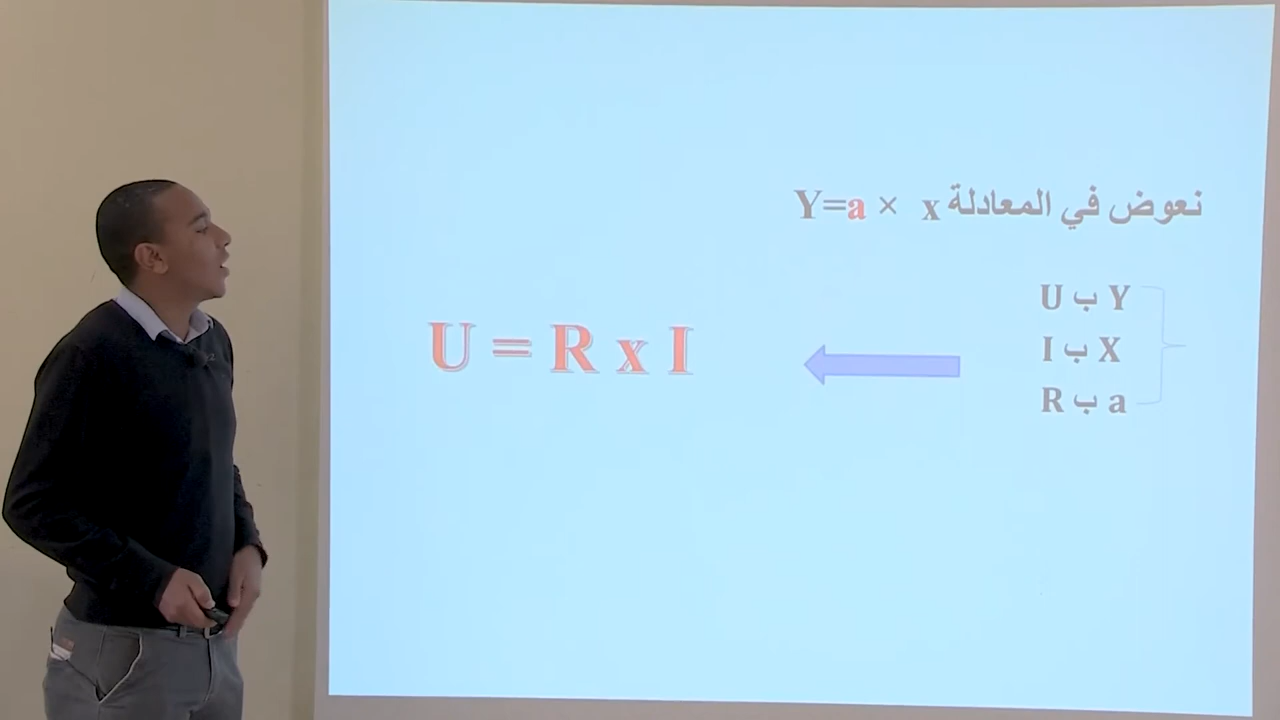 نعوض في المعادلة Y=a × x
Y ب U
X ب I
a ب R
U = R x I